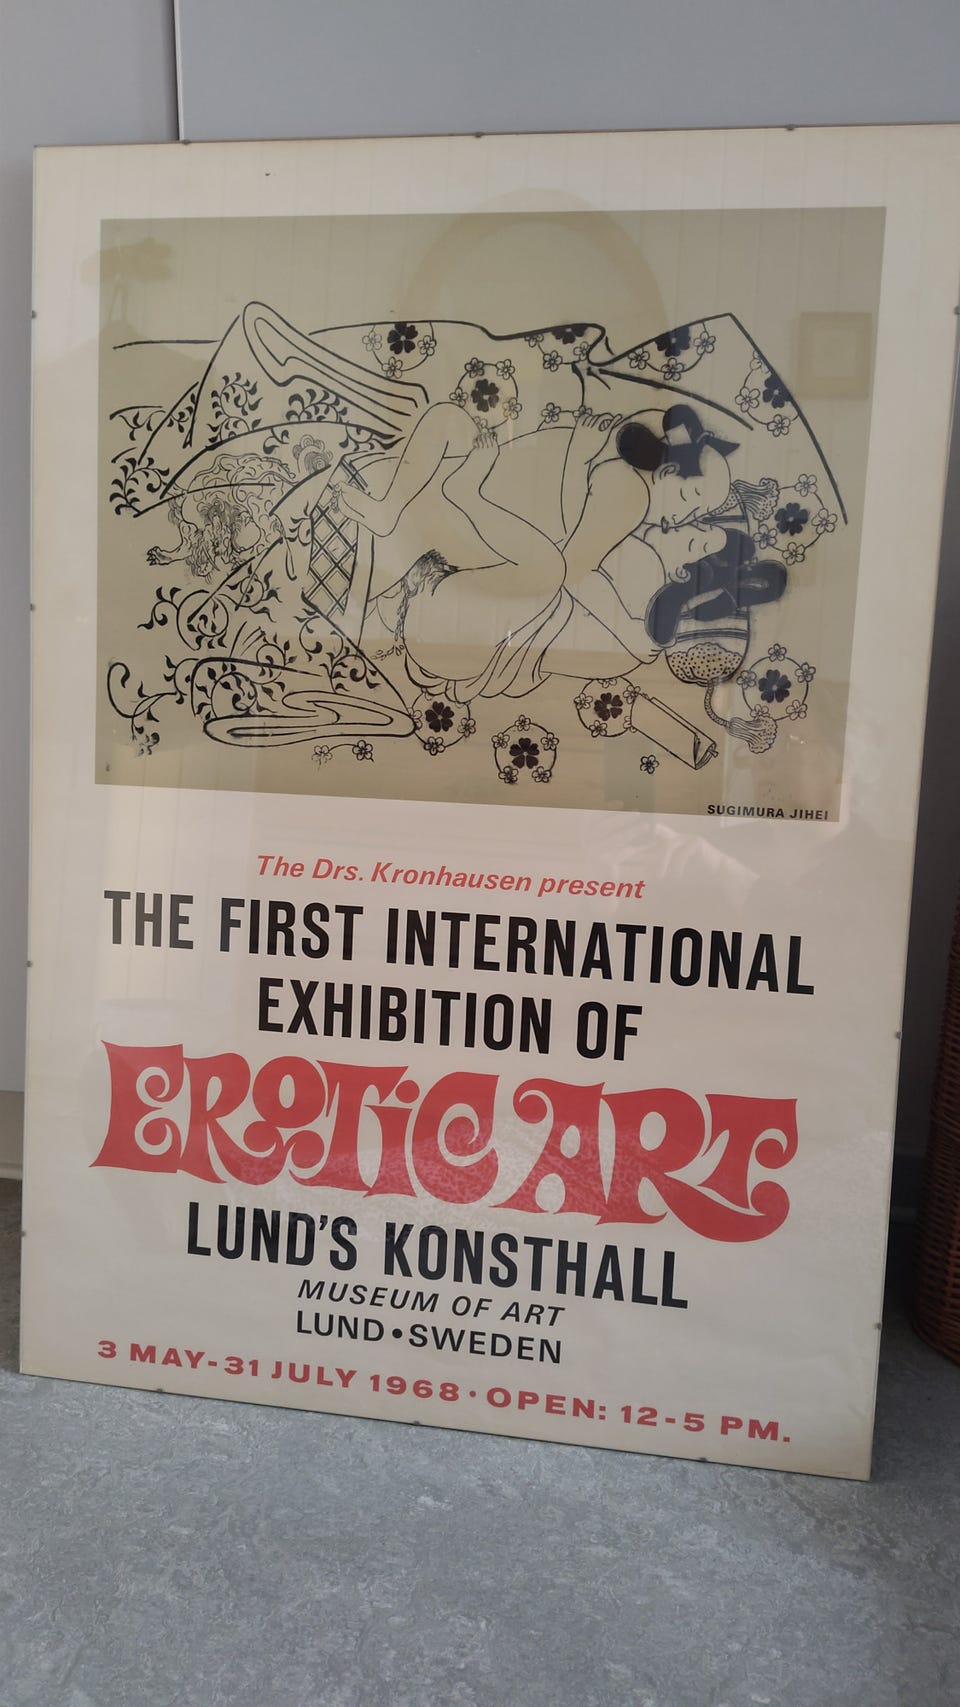 SUGIMURA JIHEI
The Drs. Kronhausen present
THE FIRST INTERNATIONAL
EXHIBITION OF
EROTIC ART
LUND'S KONSTHALL
MUSEUM OF ART
LUND•SWEDEN
3 MAY-31 JULY 1968·OPEN: 12-5 PM.